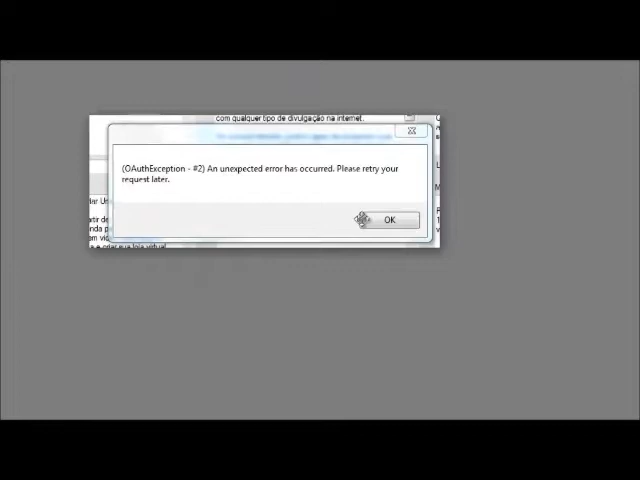 com qualquer tipo de divulgação na internet.
(OAuthException - #2) An unexpected error has occurred. Please retry your
request later.
OK